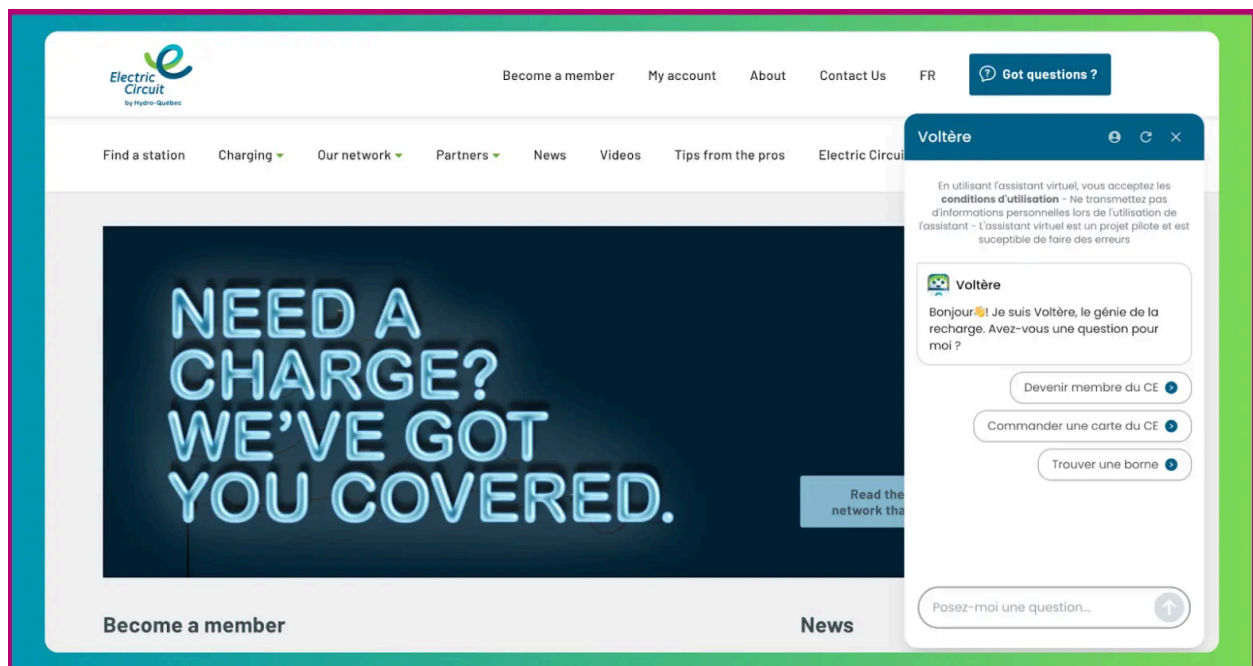 Electric
Circuit
by Hydro-Québec
Become a member My account About Contact Us FR Got questions ?
Find a station Charging Our network Partners News Videos Tips from the pros Electric
NEED A
CHARGE?
WE'VE GOT
YOU COVERED.
Read the
network
Become a member
News
Voltère
En utilisant l'assistant virtuel, vous acceptez les
conditions d'utilisation - Ne transmettez pas
d'informations personnelles lors de l'utilisation de
l'assistant - L'assistant virtuel est un projet pilote et est
suceptible de faire des erreurs
Voltère
Bonjour👋! Je suis Voltère, le génie de la
recharge. Avez-vous une question pour
moi ?
Devenir membre du CE
Commander une carte du CE
Trouver une borne
Posez-moi une question...